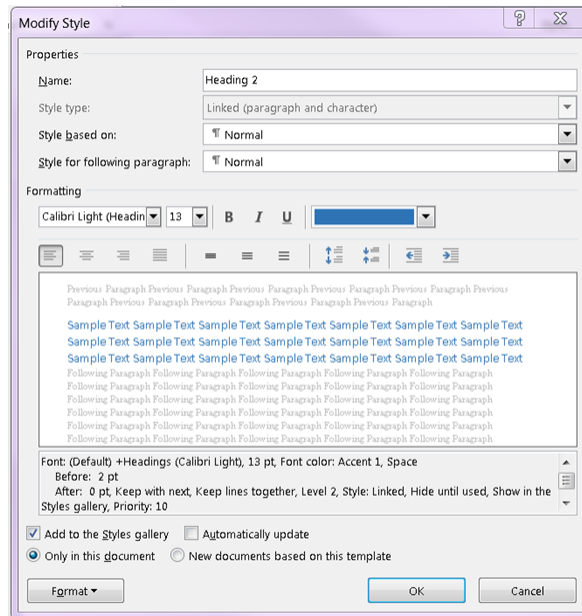 Modify Style
Properties
Name:
Heading 2
Style type:
Linked (paragraph and character)
Style based on:
¶ Normal
Style for following paragraph:
¶ Normal
Formatting
Calibri Light (Headin 13 B I U
Previous Paragraph Previous Paragraph Previous Paragraph Previous Paragraph Previous
Paragraph Previous Paragraph Previous Paragraph Previous Paragraph
Sample Text Sample Text Sample Text Sample Text Sample Text Sample Text Sample Text
Sample Text Sample Text Sample Text Sample Text Sample Text Sample Text Sample Text
Sample Text Sample Text Sample Text Sample Text Sample Text Sample Text Sample Text
Following Paragraph Following Paragraph Following Paragraph Following Paragraph
Following Paragraph Following Paragraph Following Paragraph Following Paragraph
Following Paragraph Following Paragraph Following Paragraph Following Paragraph
Following Paragraph Following Paragraph Following Paragraph Following Paragraph
Following Paragraph Following Paragraph Following Paragraph Following Paragraph
Following Paragraph Following Paragraph Following Paragraph Following Paragraph
Font: (Default) +Headings (Calibri Light), 13 pt, Font color: Accent 1, Space
Before: 2 pt
After: 0 pt, Keep with next, Keep lines together, Level 2, Style: Linked, Hide until used, Show in the
Styles gallery, Priority: 10
Add to the Styles gallery Automatically update
Only in this document New documents based on this template
Format OK Cancel